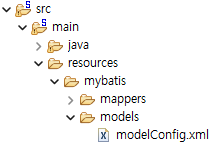 src
main
java
resources
mybatis
mappers
models
modelConfig.xml